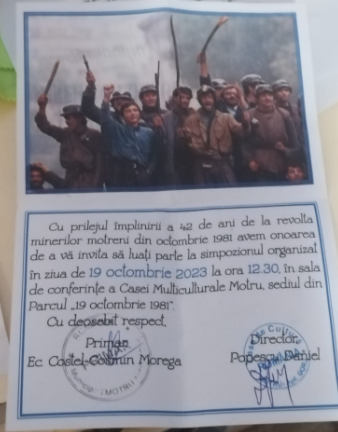 Cu prilejul împlinirii a 42 de ani de la revolta
minerilor motreni din octombrie 1981 avem onoarea
de a vă invita să luați parte la simpozionul organizat
în ziua de 19 octombrie 2023 la ora 12.30, în sala
de conferințe a Casei Multiculturale Motru, sediul din
Parcul „19 octombrie 1981”.
Cu deosebit respect,
Primar Director
Ec. Costel Cosmin Morega Popescu Daniel
MOTRU